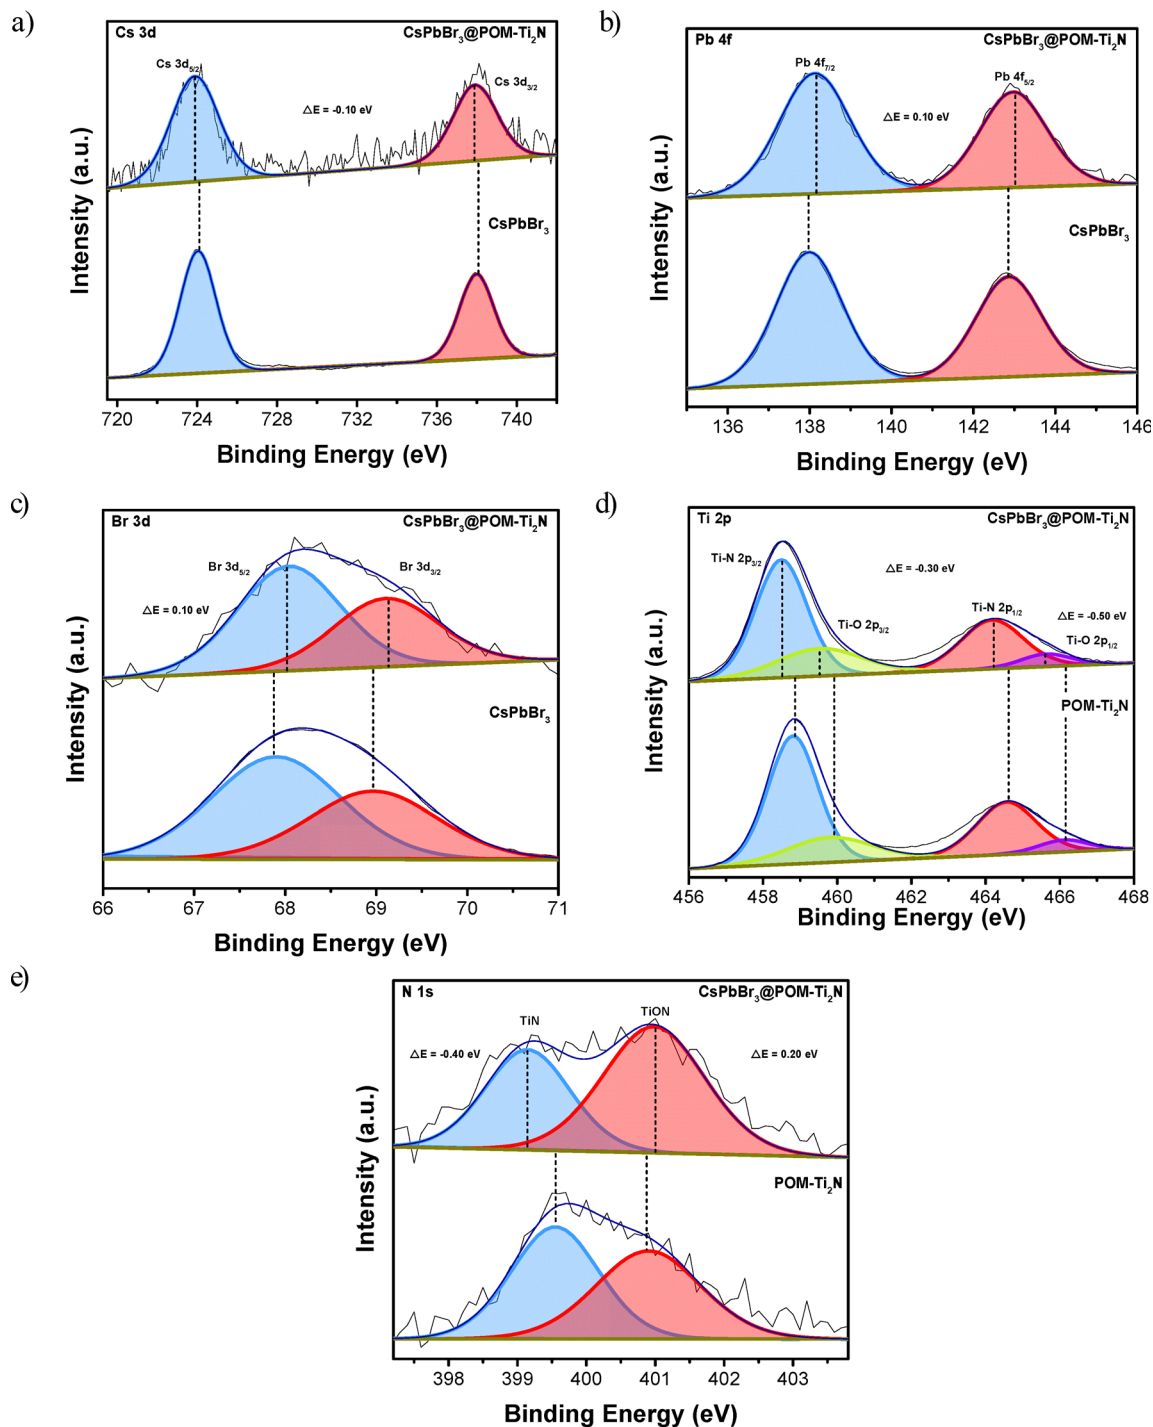 a)
Cs 3d
CsPbBr₃@POM-Ti₂N
Cs 3d₅/₂
Cs 3d₃/₂
△E = -0.10 eV
CsPbBr₃
Intensity (a.u.)
720 724 728 732 736 740
Binding Energy (eV)
b)
Pb 4f
CsPbBr₃@POM-Ti₂N
Pb 4f₇/₂
Pb 4f�5/₂
△E = 0.10 eV
CsPbBr₃
Intensity (a.u.)
136 138 140 142 144 146
Binding Energy (eV)
c)
Br 3d
CsPbBr₃@POM-Ti₂N
Br 3d₅/₂
Br 3d₃/₂
△E = 0.10 eV
CsPbBr₃
Intensity (a.u.)
66 67 68 69 70 71
Binding Energy (eV)
d)
Ti 2p
CsPbBr₃@POM-Ti₂N
Ti-N 2p₃/₂
△E = -0.30 eV
Ti-N 2p₁/₂
△E = -0.50 eV
Ti-O 2p₃/₂
Ti-O 2p₁/₂
POM-Ti₂N
Intensity (a.u.)
456 458 460 462 464 466 468
Binding Energy (eV)
e)
N 1s
CsPbBr₃@POM-Ti₂N
TiN
TiON
△E = -0.40 eV
△E = 0.20 eV
POM-Ti₂N
Intensity (a.u.)
398 399 400 401 402 403
Binding Energy (eV)